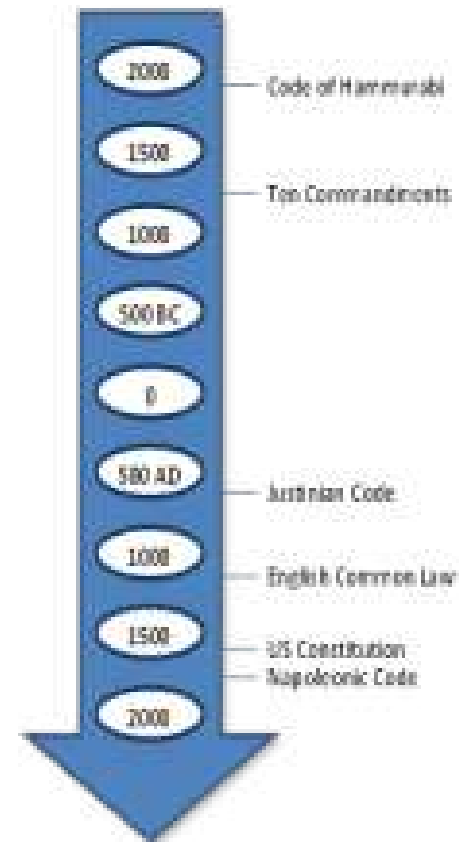 2000
Code of Hammurabi
1500
Ten Commandments
1000
500 BC
0
500 AD
Justinian Code
1000
English Common Law
1500
US Constitution
Napoleonic Code
2000